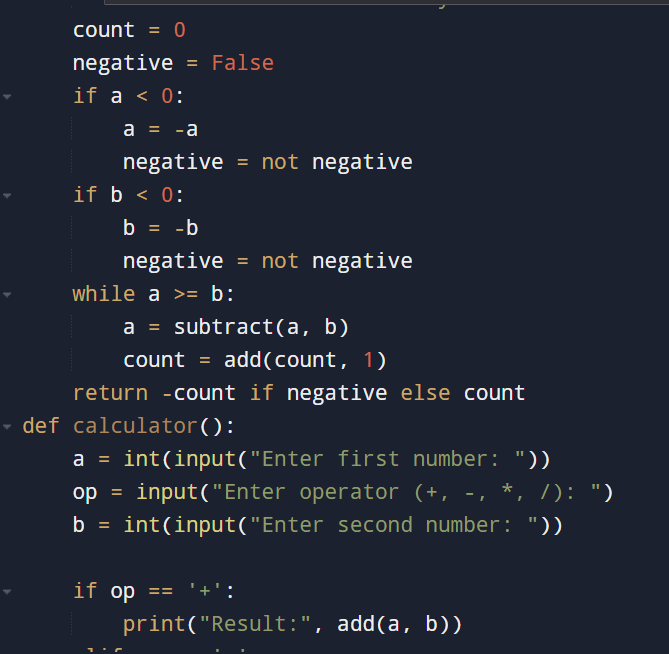 count = 0
negative = False
if a < 0:
a = -a
negative = not negative
if b < 0:
b = -b
negative = not negative
while a >= b:
a = subtract(a, b)
count = add(count, 1)
return -count if negative else count
def calculator():
a = int(input("Enter first number: "))
op = input("Enter operator (+, -, *, /): ")
b = int(input("Enter second number: "))
if op == '+':
print("Result:", add(a, b))